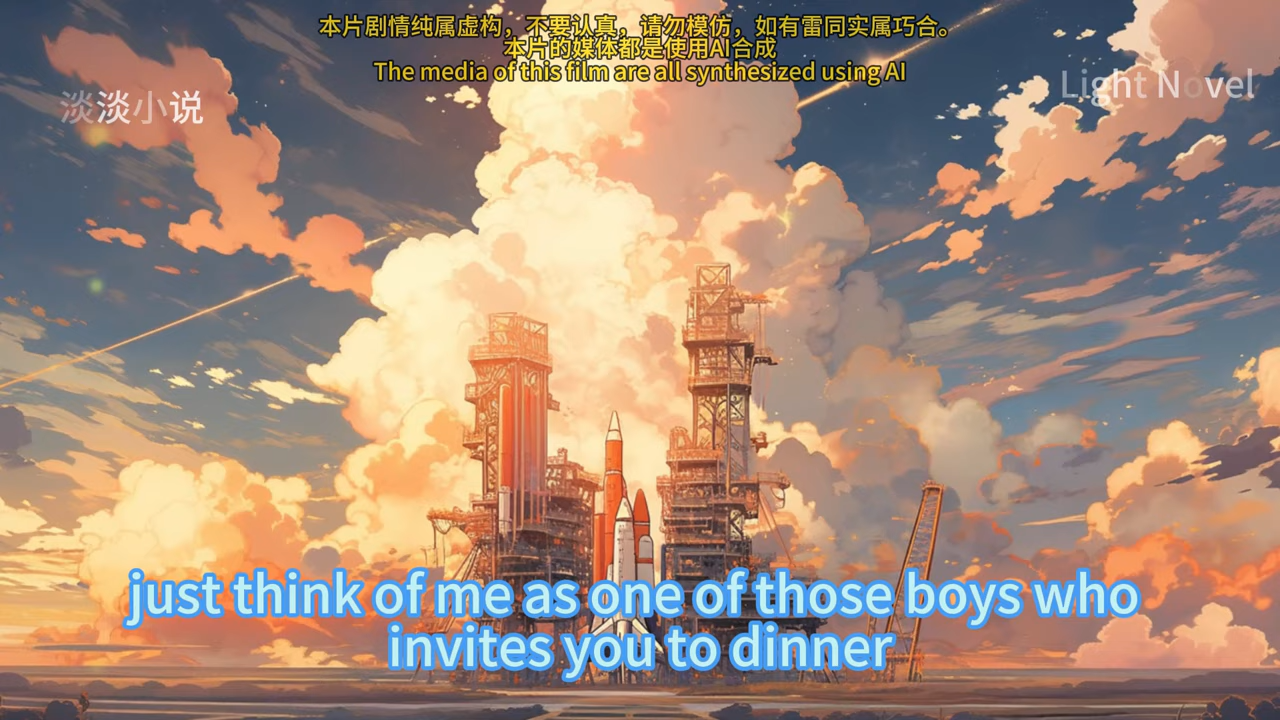 本片剧情纯属虚构，不要认真，请勿模仿，如有雷同实属巧合。
本片的媒体都是使用AI合成
The media of this film are all synthesized using AI
淡淡小说
Light Novel
just think of me as one of those boys who
invites you to dinner